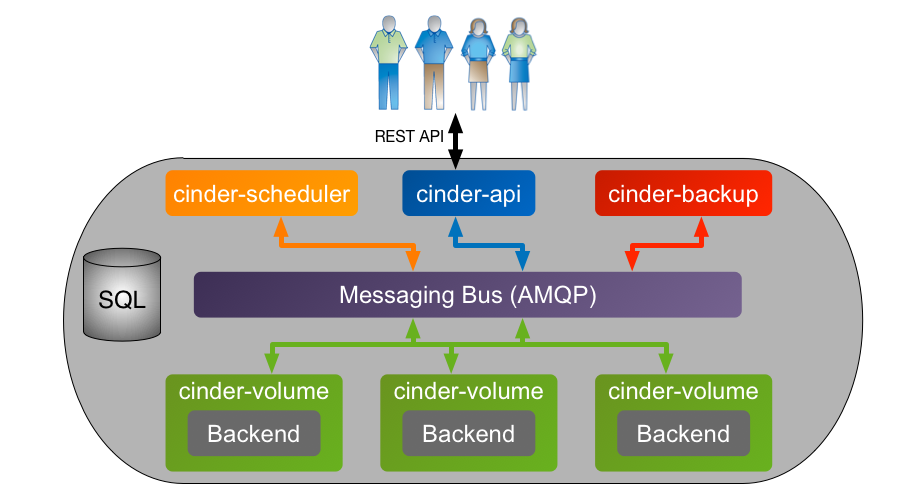 REST API
cinder-scheduler
cinder-api
cinder-backup
SQL
Messaging Bus (AMQP)
cinder-volume
cinder-volume
cinder-volume
Backend
Backend
Backend